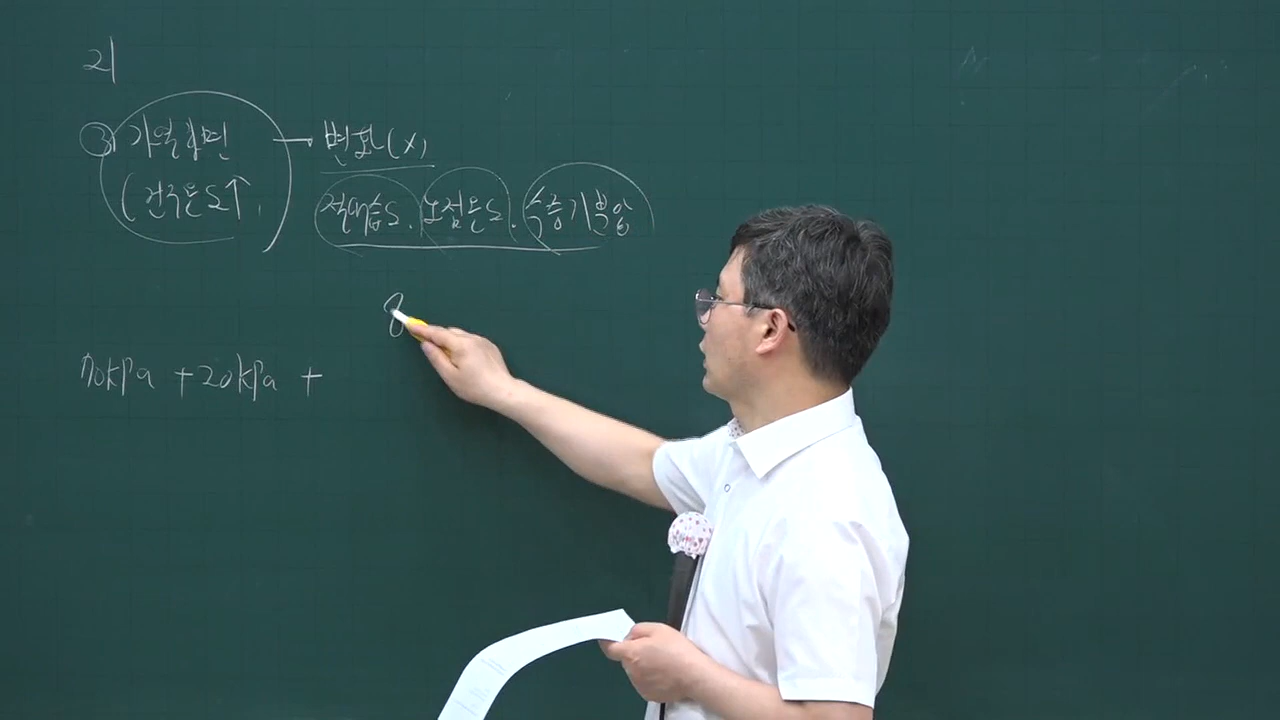 21
③ 가열하면 → 변화(X)
(건구온도↑, 절대습도, 노점온도, 수증기분압
8
70kPa + 20kPa +